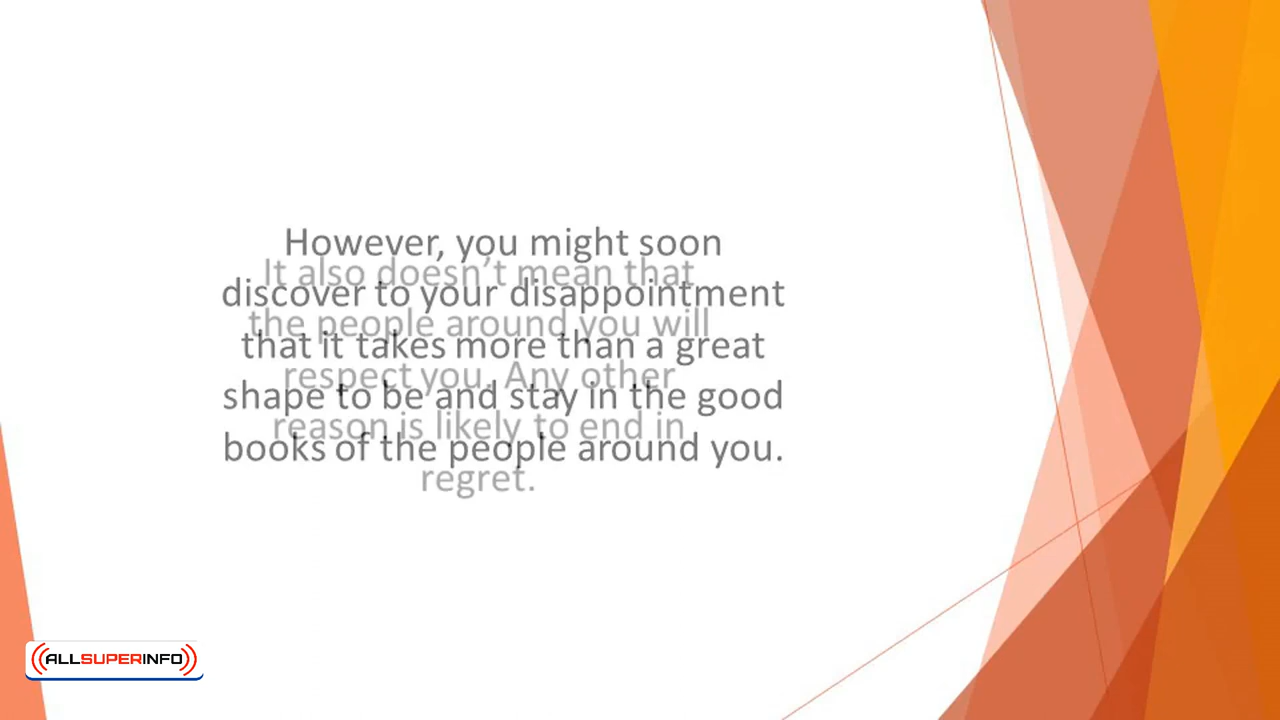 However, you might soon
discover to your disappointment
that it takes more than a great
shape to be and stay in the good
books of the people around you.
It also doesn't mean that
the people around you will
respect you. Any other
reason is likely to end in
regret.
ALLSUPERINFO